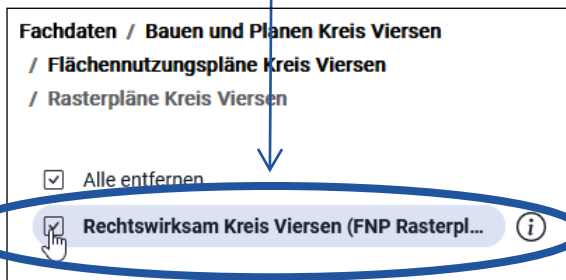 Fachdaten / Bauen und Planen Kreis Viersen
/ Flächennutzungspläne Kreis Viersen
/ Rasterpläne Kreis Viersen
Alle entfernen
Rechtswirksam Kreis Viersen (FNP Rasterpl... i